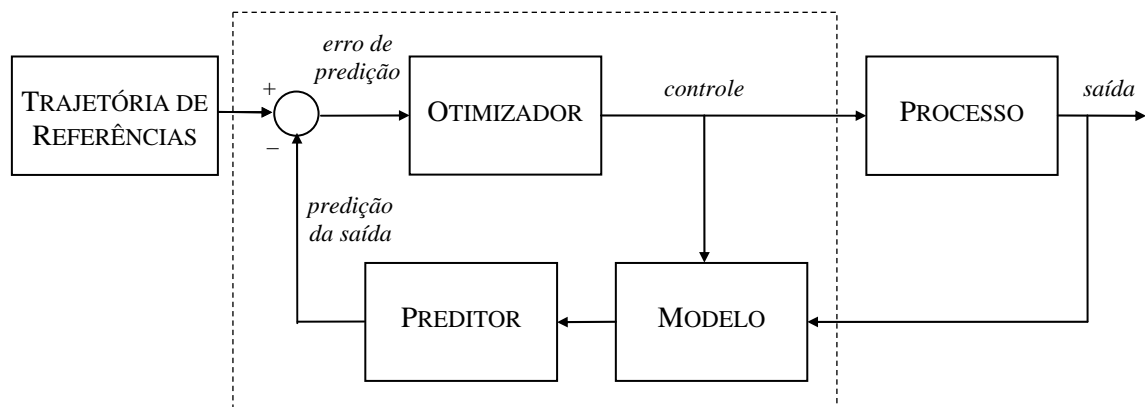 TRAJETÓRIA DE
REFERÊNCIAS
+
−
erro de
predição
OTIMIZADOR
controle
PROCESSO
saída
predição
da saída
PREDITOR
MODELO